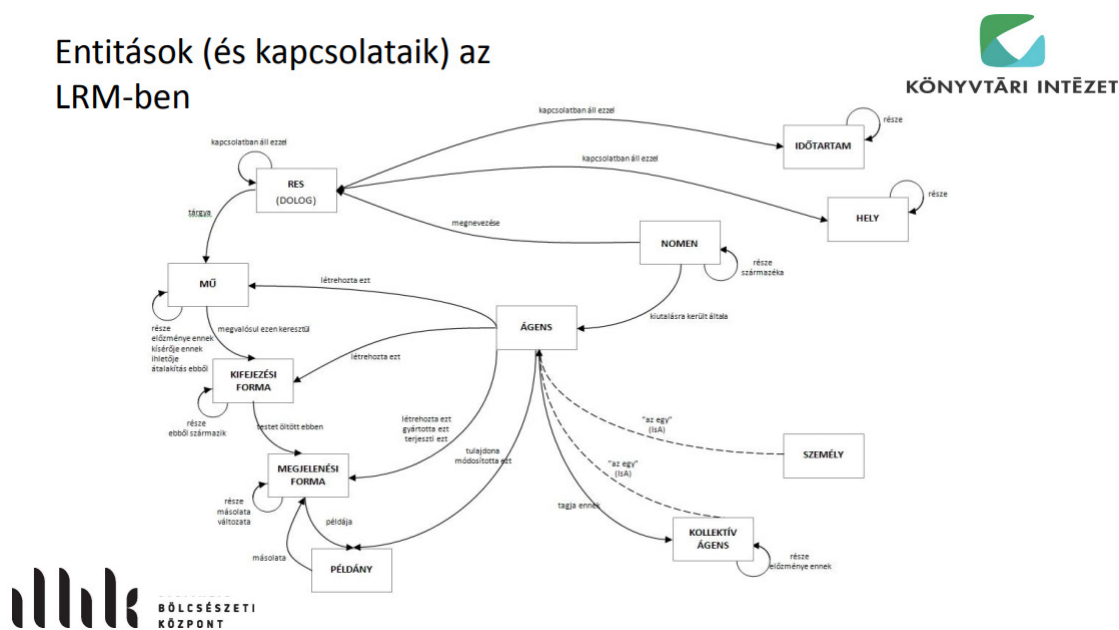 Entitások (és kapcsolataik) az
LRM-ben
KÖNYVTÁRI INTÉZET
kapcsolatban áll ezzel
kapcsolatban áll ezzel
része
IDŐTARTAM
kapcsolatban áll ezzel
RES
(DOLOG)
része
HELY
tárgya
megnevezése
NOMEN
része
származéka
MŰ
létrehozta ezt
kiutalásra került általa
része
előzménye ennek
kísérője ennek
ihletője
átalakítás ebből
megvalósul ezen keresztül
ÁGENS
létrehozta ezt
KIFEJEZÉSI
FORMA
része
ebből származik
testet öltött ebben
létrehozta ezt
gyártotta ezt
terjeszti ezt
tulajdona
módosította ezt
"az egy"
(IsA)
"az egy"
(IsA)
SZEMÉLY
MEGJELENÉSI
FORMA
része
másolata
változata
példája
tagja ennek
KOLLEKTÍV
ÁGENS
része
előzménye ennek
másolata
PÉLDÁNY
BÖLCSÉSZETI
KÖZPONT